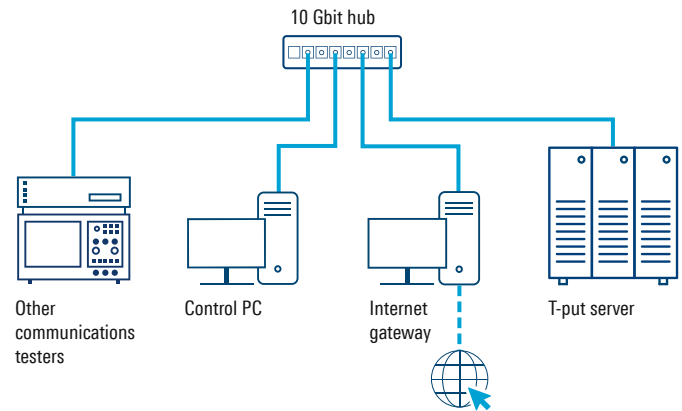 10 Gbit hub
Other
communications
testers
Control PC
Internet
gateway
T-put server